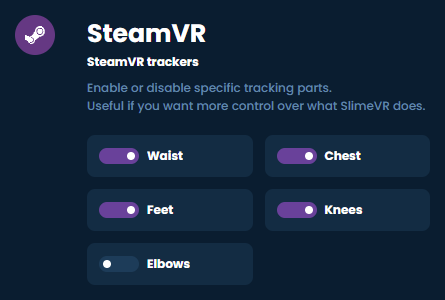 SteamVR
SteamVR trackers
Enable or disable specific tracking parts.
Useful if you want more control over what SlimeVR does.
Waist
Chest
Feet
Knees
Elbows